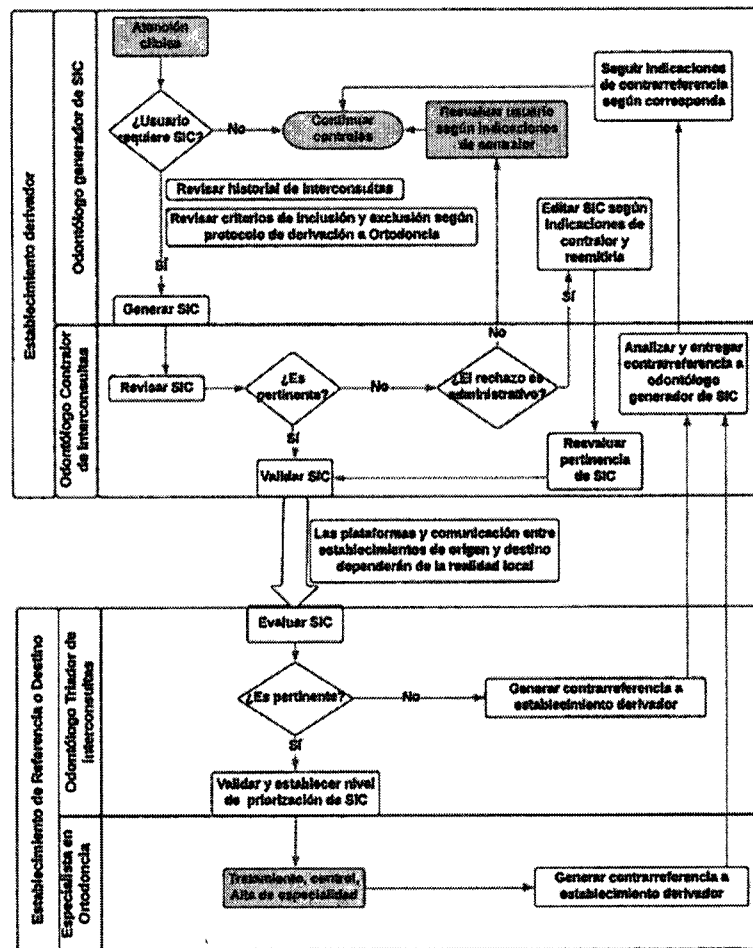 Establecimiento derivador
Odontólogo generador de SIC
Atención
clínica
¿Usuario
requiere SIC?
No
Continuar
controles
Reevaluar usuario
según indicaciones
de contralor
Seguir indicaciones
de contrarreferencia
según corresponda
Revisar historial de interconsultas
Revisar criterios de inclusión y exclusión según
protocolo de derivación a Ortodoncia
Editar SIC según
indicaciones de
contralor y
reemitirla
Sí
Generar SIC
Sí
No
Odontólogo Contralor
de Interconsultas
Revisar SIC
¿Es
pertinente?
No
¿El rechazo es
administrativo?
Analizar y entregar
contrarreferencia a
odontólogo
generador de SIC
Sí
Validar SIC
Reevaluar
pertinencia
de SIC
Las plataformas y comunicación entre
establecimientos de origen y destino
dependerán de la realidad local
Establecimiento de Referencia o Destino
Odontólogo Triador de
Interconsultas
Evaluar SIC
¿Es pertinente?
No
Generar contrarreferencia a
establecimiento derivador
Sí
Validar y establecer nivel
de priorización de SIC
Especialista en
Ortodoncia
Tratamiento, control,
Alta de especialidad
Generar contrarreferencia a
establecimiento derivador